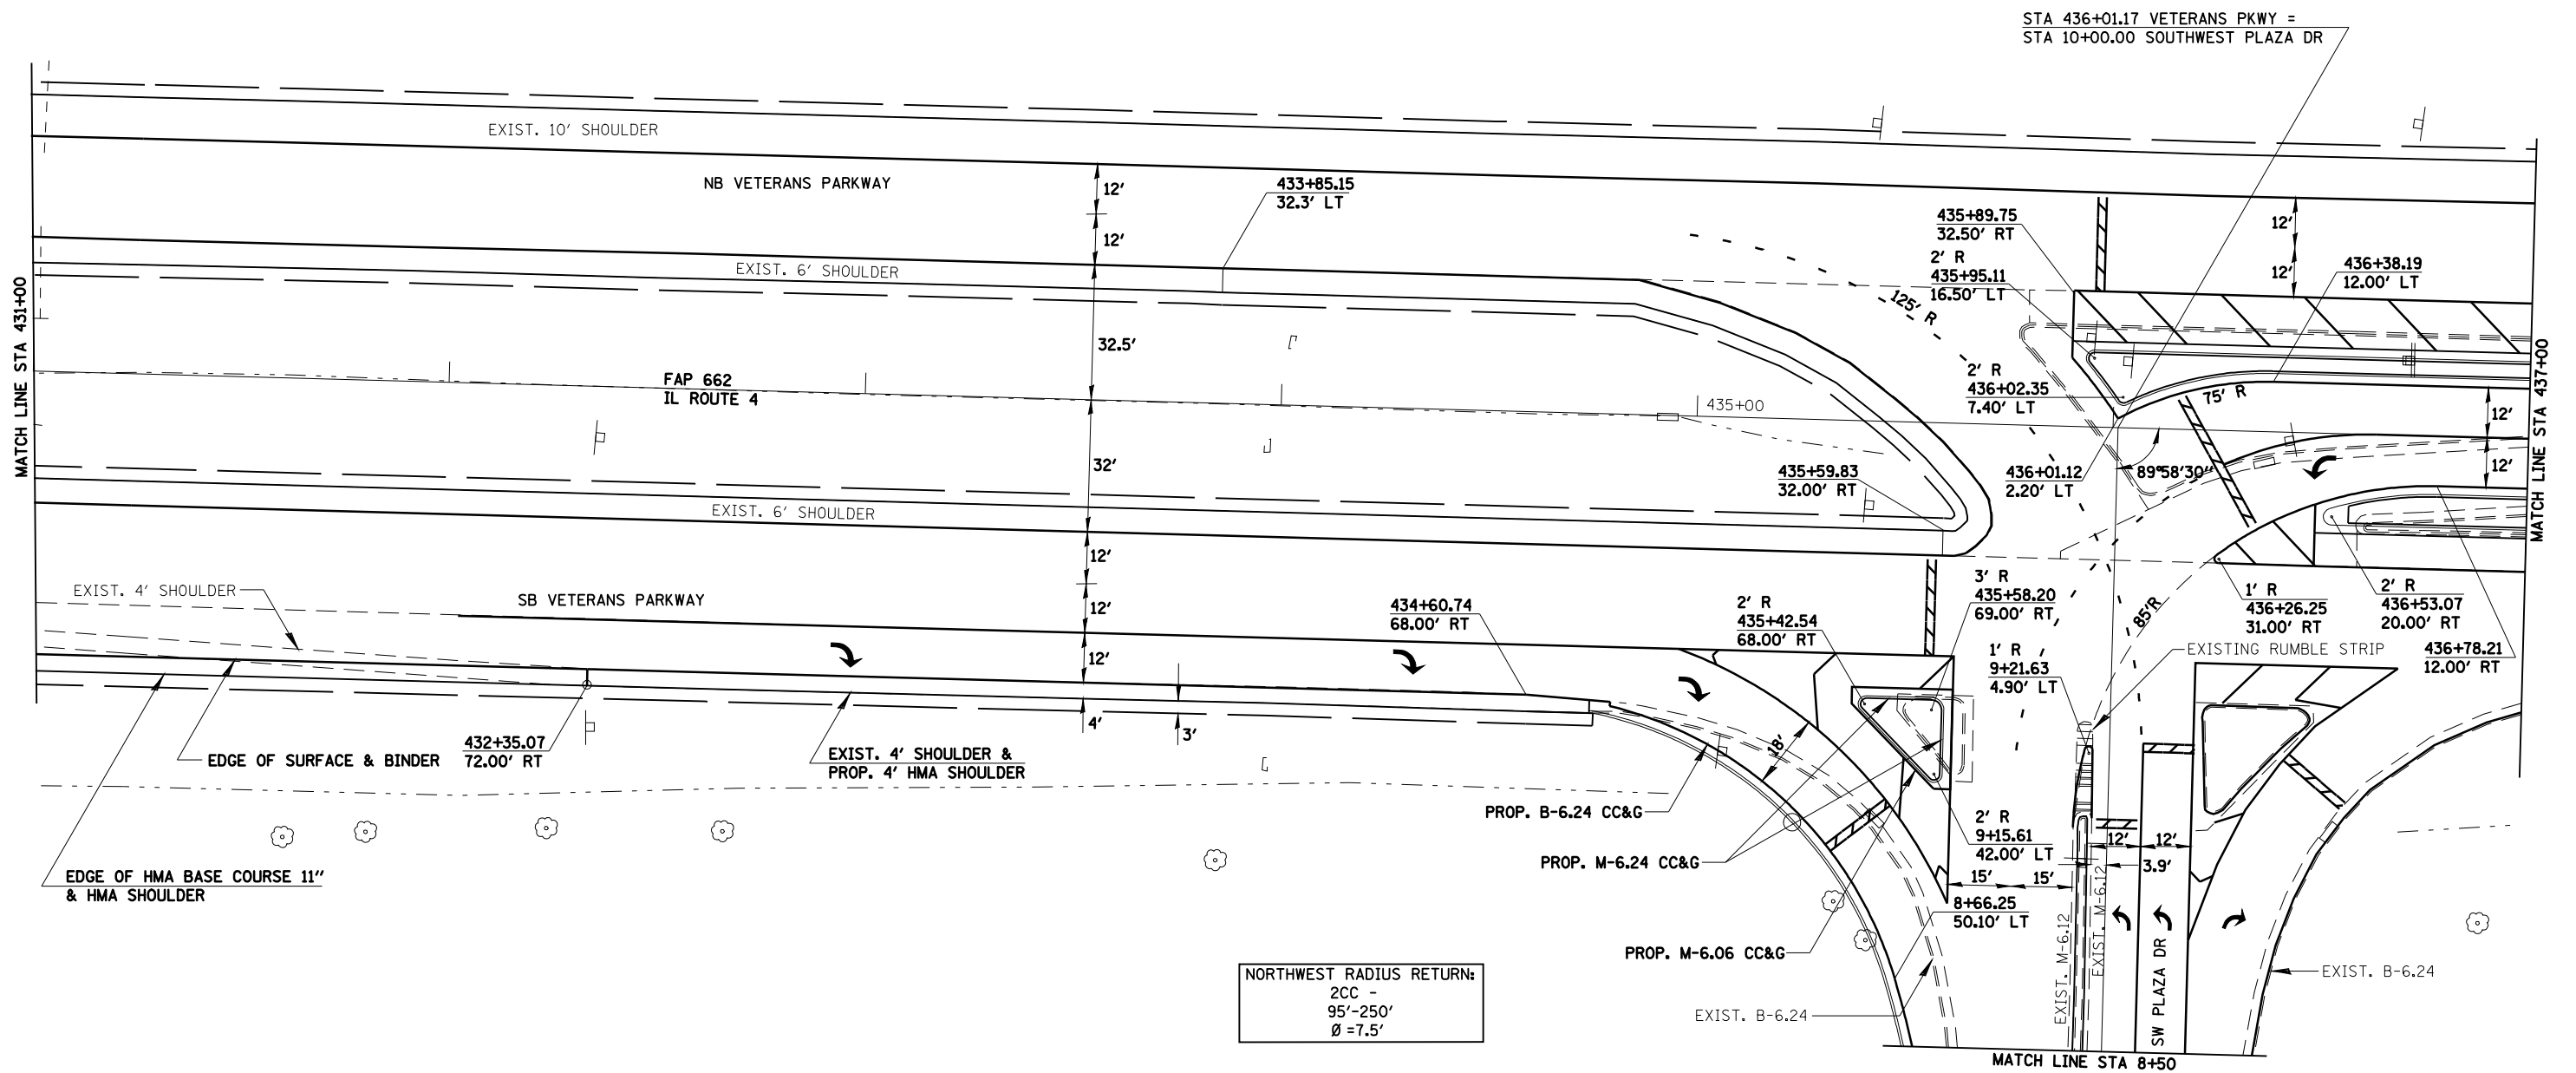 STA 436+01.17 VETERANS PKWY =
STA 10+00.00 SOUTHWEST PLAZA DR
EXIST. 10' SHOULDER
NB VETERANS PARKWAY
12'
12'
433+85.15
32.3' LT
EXIST. 6' SHOULDER
435+89.75
32.50' RT
2' R
435+95.11
16.50' LT
12'
12'
436+38.19
12.00' LT
125' R
MATCH LINE STA 431+00
32.5'
FAP 662
IL ROUTE 4
435+00
2' R
436+02.35
7.40' LT
75' R
MATCH LINE STA 437+00
12'
12'
32'
435+59.83
32.00' RT
436+01.12
2.20' LT
89°58'30"
EXIST. 6' SHOULDER
12'
12'
EXIST. 4' SHOULDER
SB VETERANS PARKWAY
434+60.74
68.00' RT
2' R
435+42.54
68.00' RT
3' R
435+58.20
69.00' RT
85'R
1' R
436+26.25
31.00' RT
2' R
436+53.07
20.00' RT
436+78.21
12.00' RT
EXISTING RUMBLE STRIP
1' R
9+21.63
4.90' LT
12'
4'
3'
432+35.07
72.00' RT
EDGE OF SURFACE & BINDER
EXIST. 4' SHOULDER &
PROP. 4' HMA SHOULDER
18'
PROP. B-6.24 CC&G
PROP. M-6.24 CC&G
2' R
9+15.61
42.00' LT
12'
12'
3.9'
15'
15'
EDGE OF HMA BASE COURSE 11"
& HMA SHOULDER
8+66.25
50.10' LT
PROP. M-6.06 CC&G
EXIST. M-6.12
EXIST. M-6.12
SW PLAZA DR
EXIST. B-6.24
EXIST. B-6.24
NORTHWEST RADIUS RETURN:
2CC -
95'-250'
Ø =7.5'
MATCH LINE STA 8+50